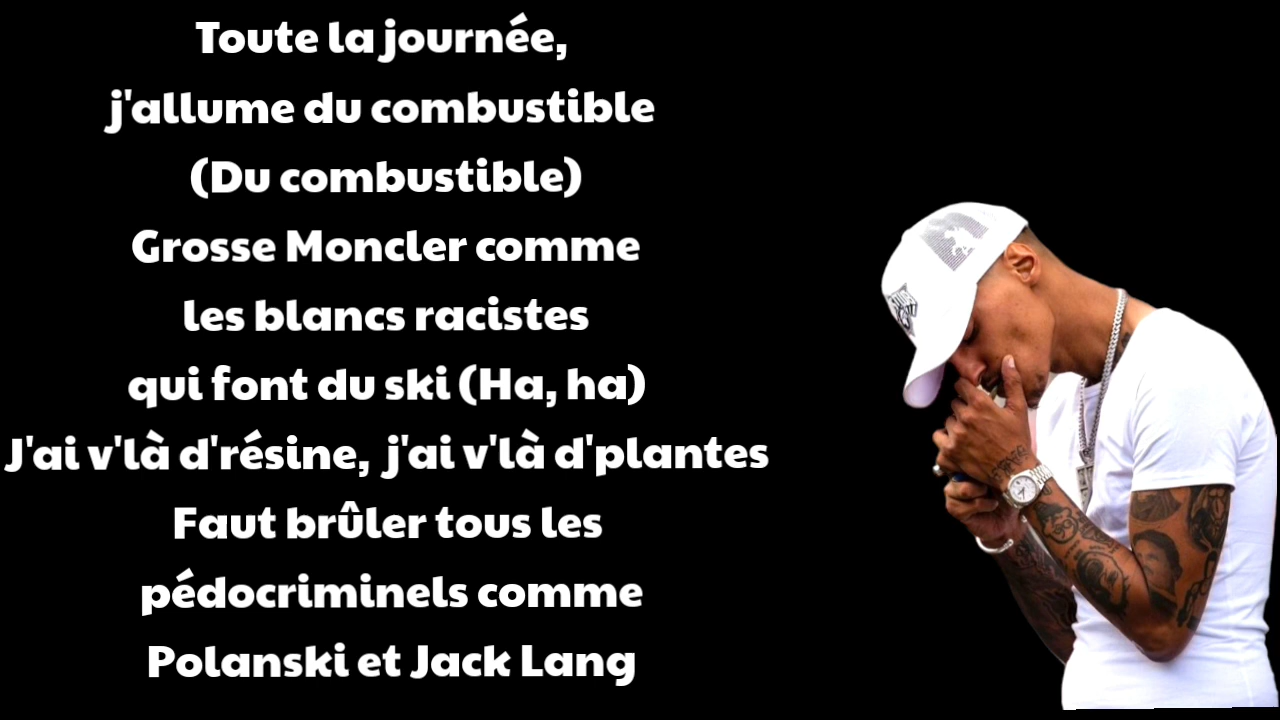 Toute la journée,
j'allume du combustible
(Du combustible)
Grosse Moncler comme
les blancs racistes
qui font du ski (Ha, ha)
J'ai v'là d'résine, j'ai v'là d'plantes
Faut brûler tous les
pédocriminels comme
Polanski et Jack Lang